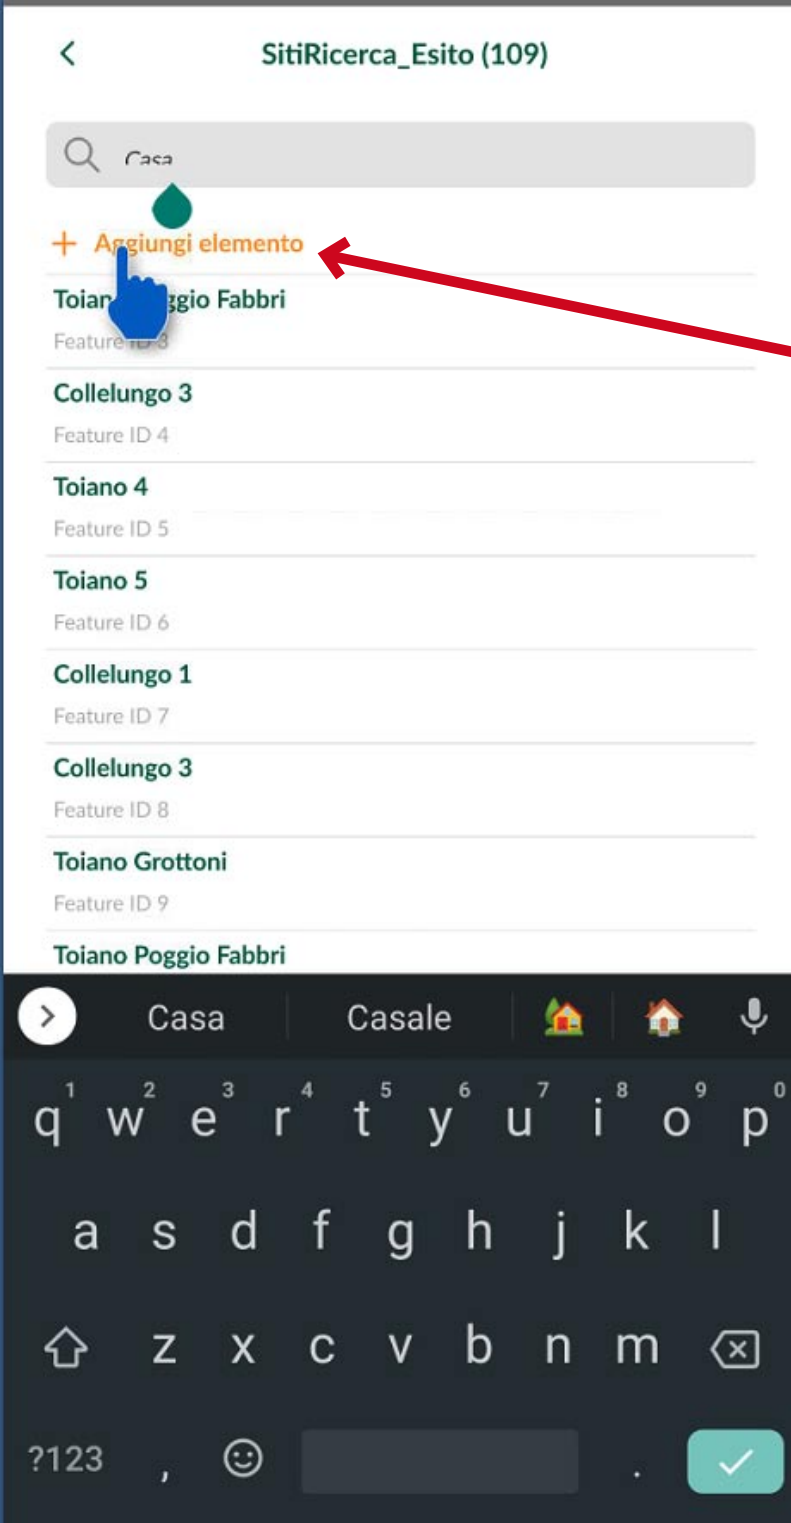 SitiRicerca_Esito (109)
Casa
+ Aggiungi elemento
Toiano Poggio Fabbri
Feature ID 3
Collelungo 3
Feature ID 4
Toiano 4
Feature ID 5
Toiano 5
Feature ID 6
Collelungo 1
Feature ID 7
Collelungo 3
Feature ID 8
Toiano Grottoni
Feature ID 9
Toiano Poggio Fabbri
Casa Casale
1 2 3 4 5 6 7 8 9 0
q w e r t y u i o p
a s d f g h j k l
z x c v b n m
?123 , .